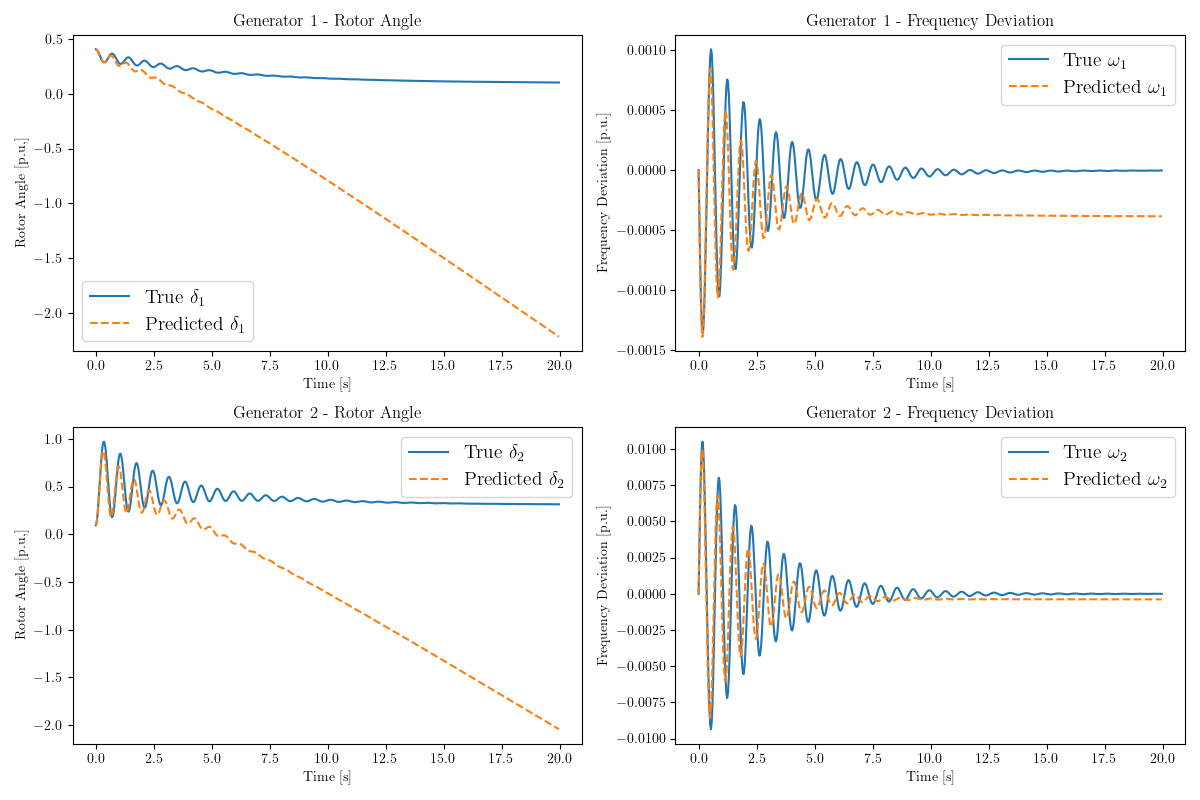 Generator 1 - Rotor Angle
0.5
0.0
−0.5
−1.0
−1.5
−2.0
Rotor Angle [p.u.]
True δ₁
Predicted δ₁
0.0 2.5 5.0 7.5 10.0 12.5 15.0 17.5 20.0
Time [s]
Generator 1 - Frequency Deviation
0.0010
0.0005
0.0000
−0.0005
−0.0010
−0.0015
Frequency Deviation [p.u.]
True ω₁
Predicted ω₁
0.0 2.5 5.0 7.5 10.0 12.5 15.0 17.5 20.0
Time [s]
Generator 2 - Rotor Angle
1.0
0.5
0.0
−0.5
−1.0
−1.5
−2.0
Rotor Angle [p.u.]
True δ₂
Predicted δ₂
0.0 2.5 5.0 7.5 10.0 12.5 15.0 17.5 20.0
Time [s]
Generator 2 - Frequency Deviation
0.0100
0.0075
0.0050
0.0025
0.0000
−0.0025
−0.0050
−0.0075
−0.0100
Frequency Deviation [p.u.]
True ω₂
Predicted ω₂
0.0 2.5 5.0 7.5 10.0 12.5 15.0 17.5 20.0
Time [s]